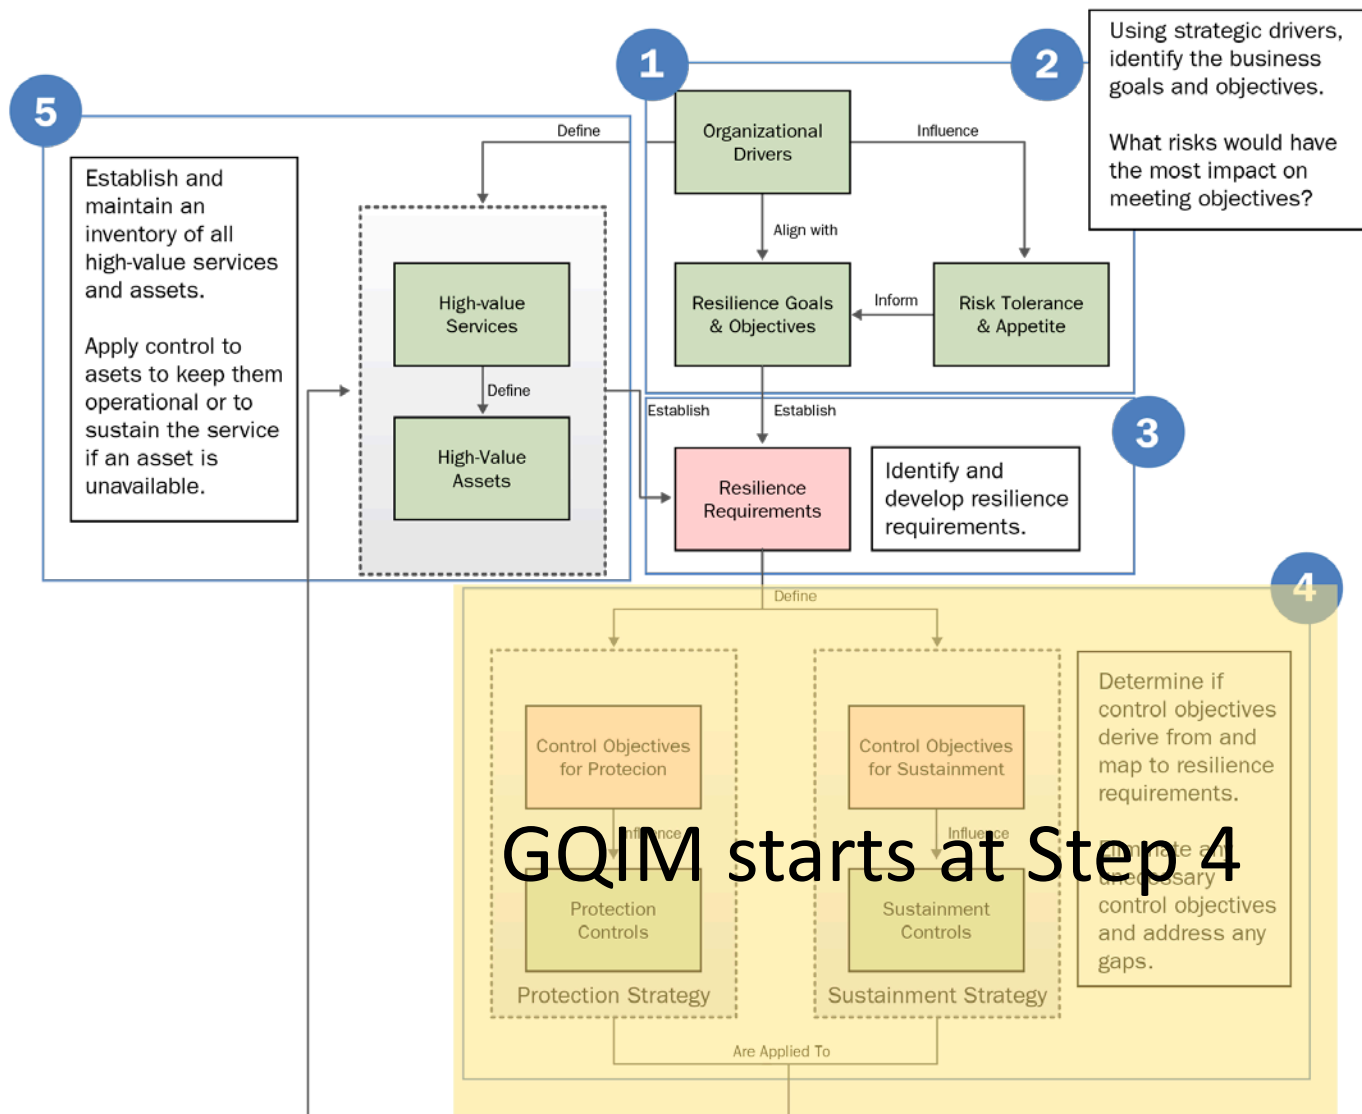 1
2
Using strategic drivers,
identify the business
goals and objectives.
What risks would have
the most impact on
meeting objectives?
5
Establish and
maintain an
inventory of all
high-value services
and assets.
Apply control to
asets to keep them
operational or to
sustain the service
if an asset is
unavailable.
Define
Organizational
Drivers
Influence
Align with
High-value
Services
Resilience Goals
& Objectives
Inform
Risk Tolerance
& Appetite
Define
Establish
Establish
3
High-Value
Assets
Resilience
Requirements
Identify and
develop resilience
requirements.
4
Define
Control Objectives
for Protecion
Control Objectives
for Sustainment
Determine if
control objectives
derive from and
map to resilience
requirements.
Eliminate any
unecessary
control objectives
and address any
gaps.
Influence
Influence
GQIM starts at Step 4
Protection
Controls
Sustainment
Controls
Protection Strategy
Sustainment Strategy
Are Applied To